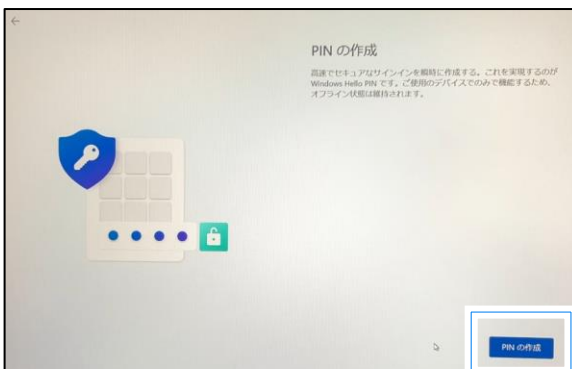 PIN の作成
高速でセキュアなサインインを瞬時に作成する。これを実現するのが
Windows Hello PIN です。ご使用のデバイスでのみで機能するため、
オフライン状態は維持されます。
PIN の作成